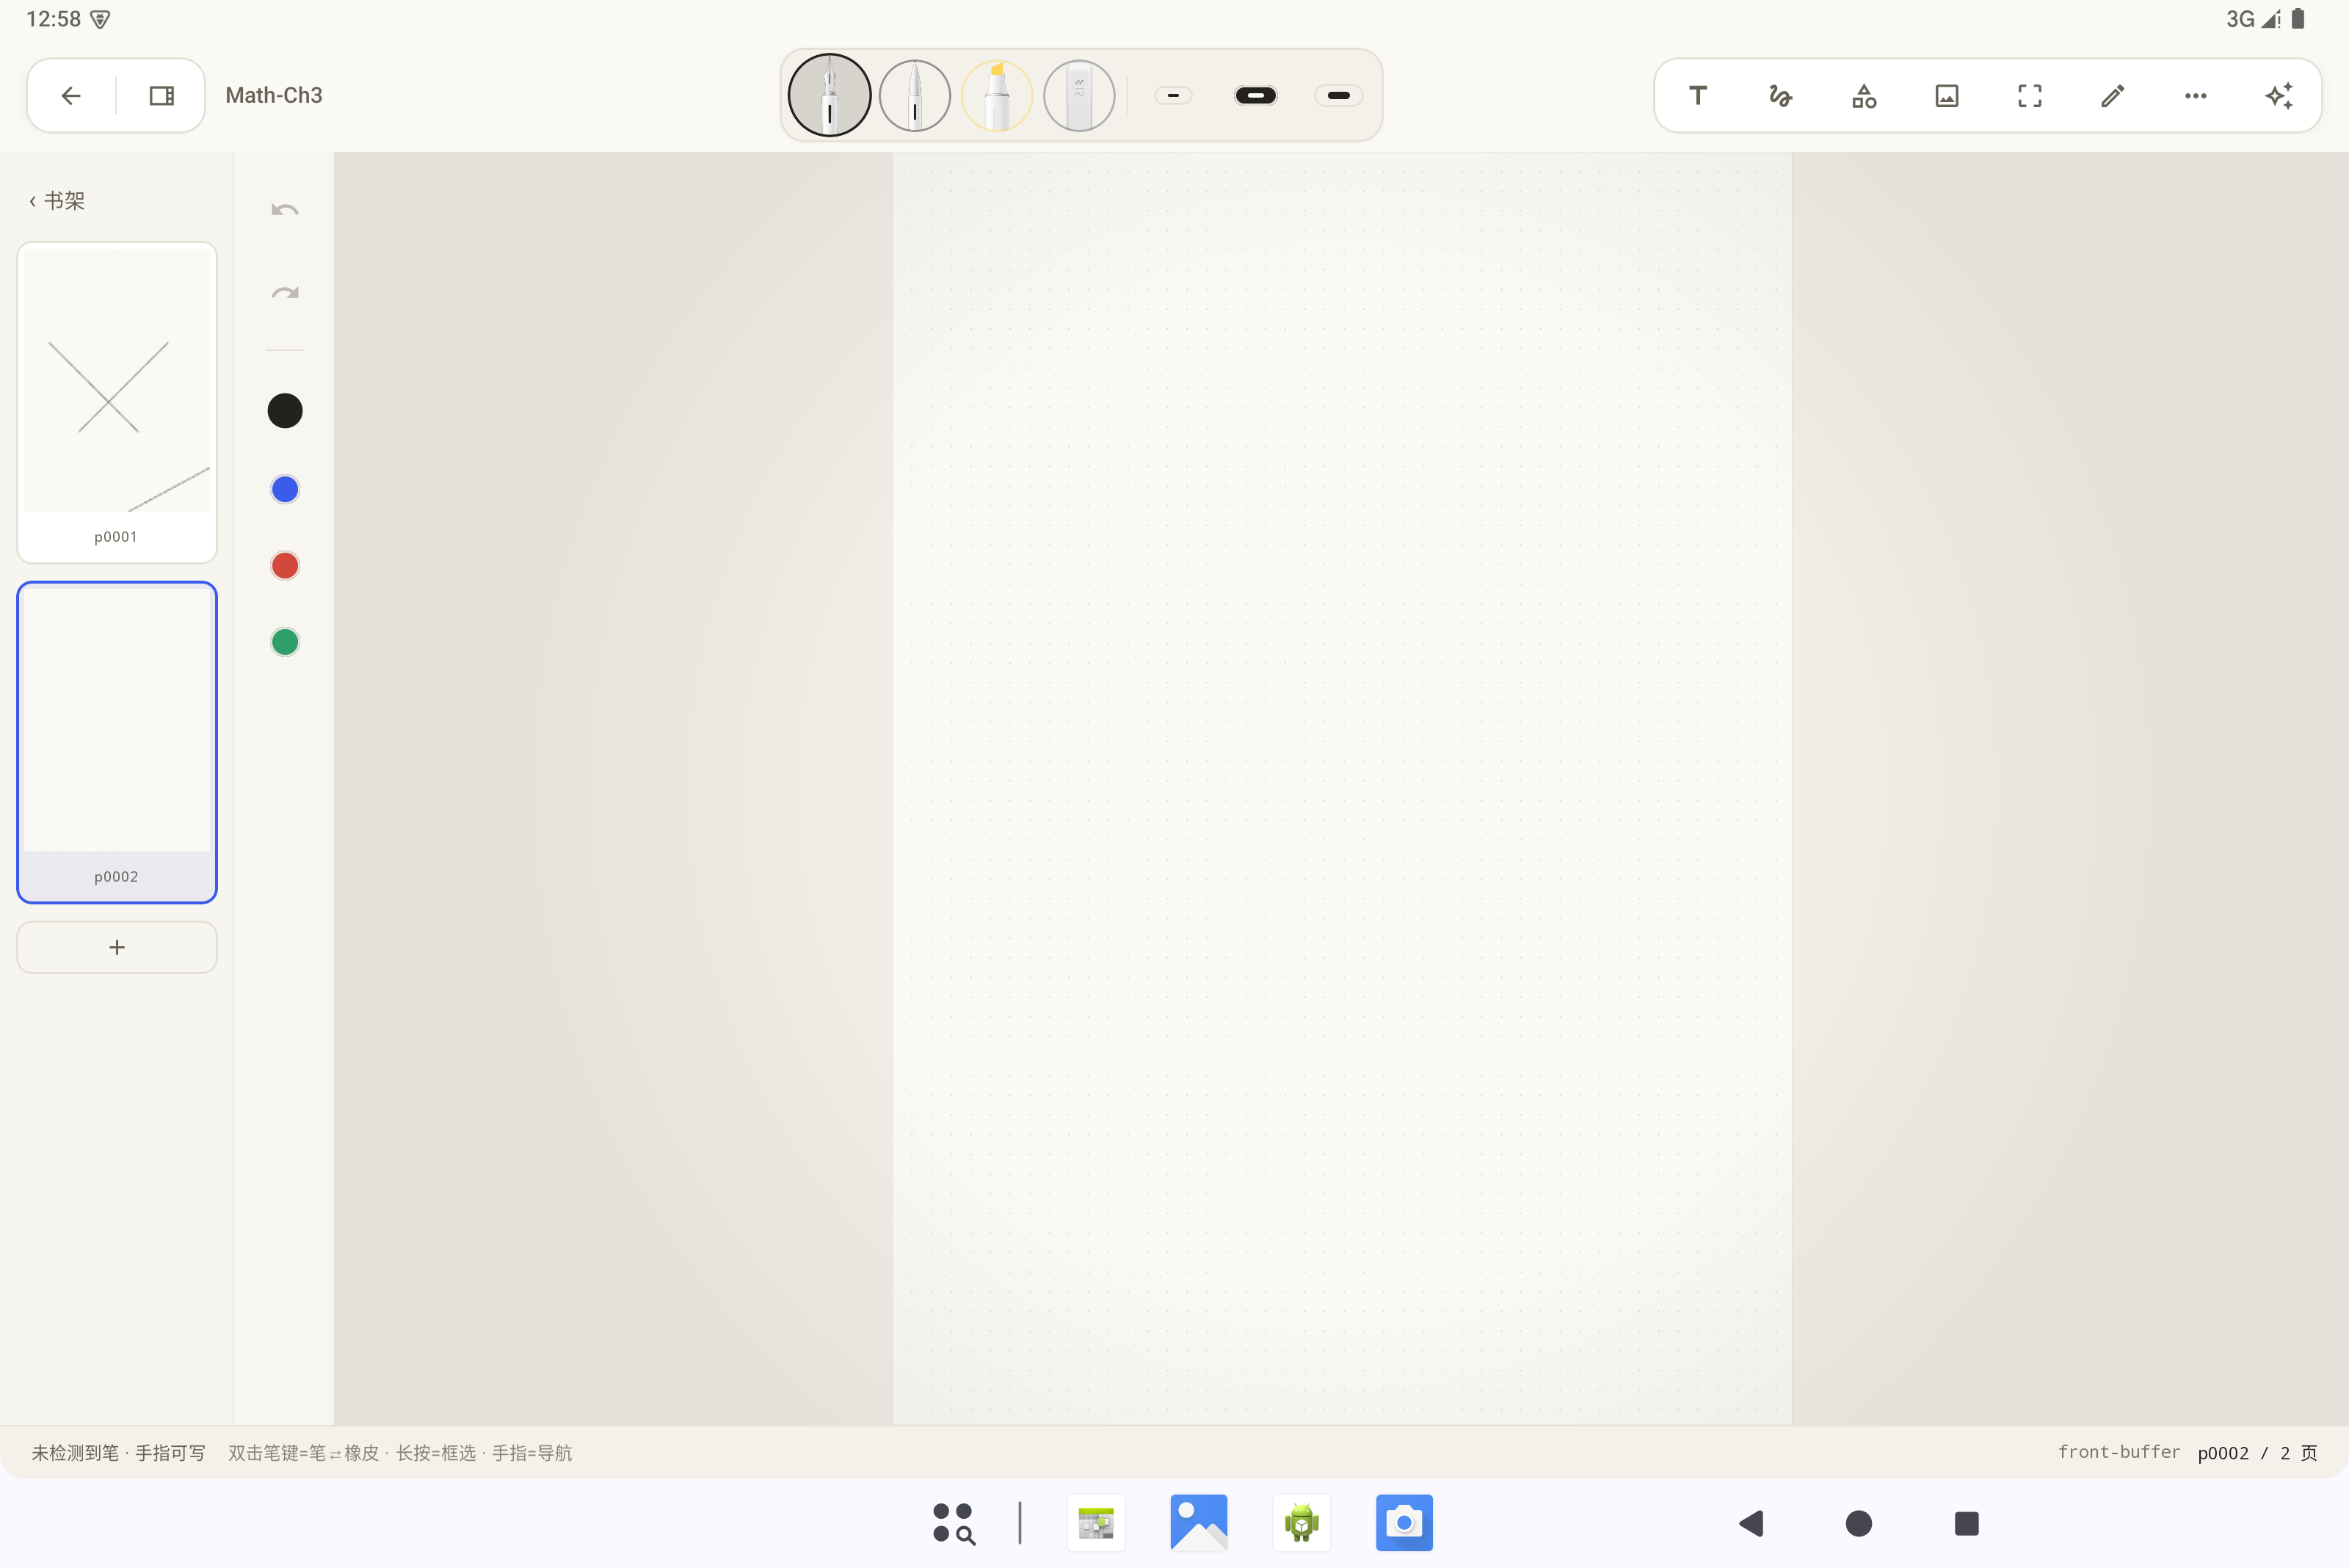 12:58
3G
Math-Ch3
T
‹ 书架
p0001
p0002
+
未检测到笔 · 手指可写 双击笔键=笔⇄橡皮 · 长按=框选 · 手指=导航
front-buffer p0002 / 2 页